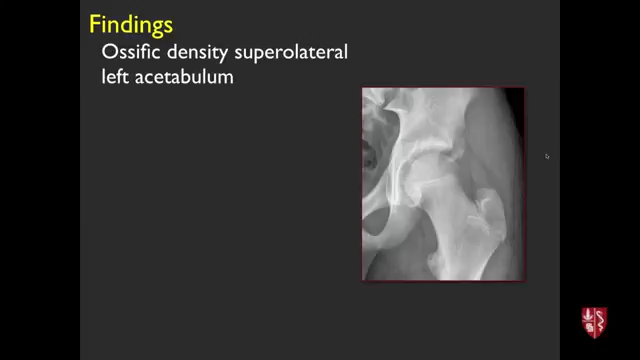 Findings
Ossific density superolateral
left acetabulum